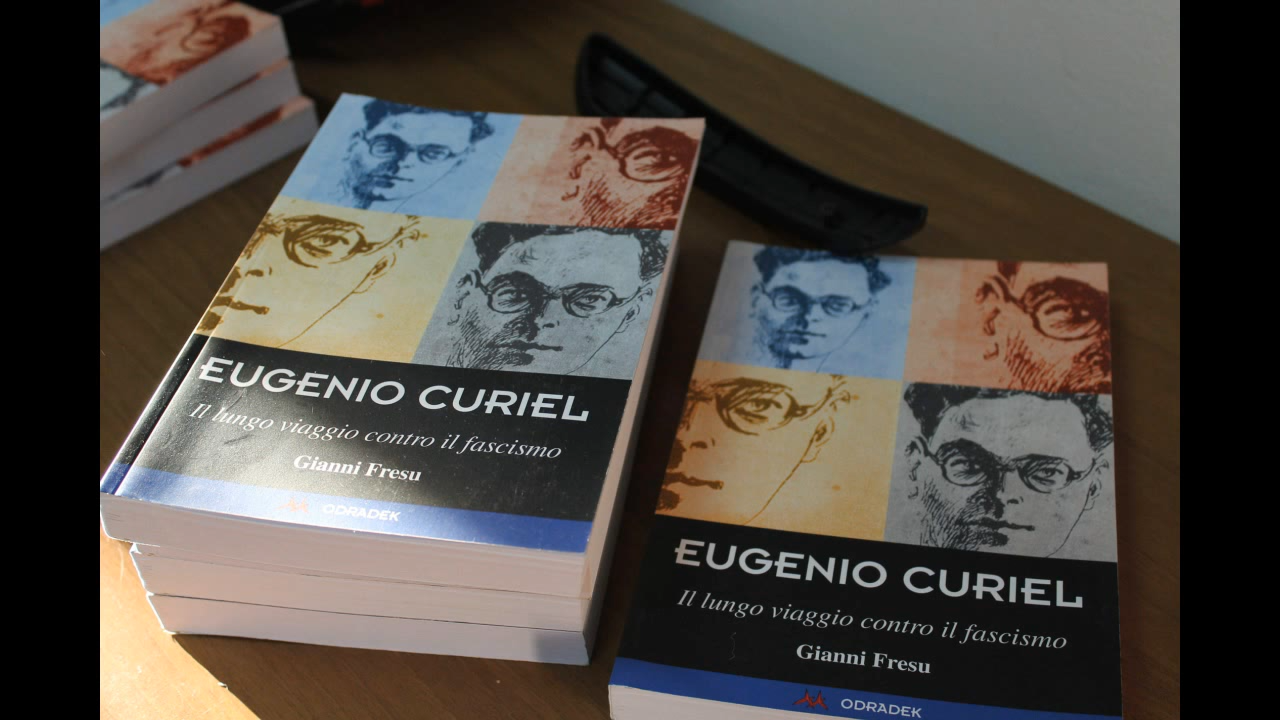 EUGENIO CURIEL
Il lungo viaggio contro il fascismo
Gianni Fresu
ODRADEK
EUGENIO CURIEL
Il lungo viaggio contro il fascismo
Gianni Fresu
ODRADEK